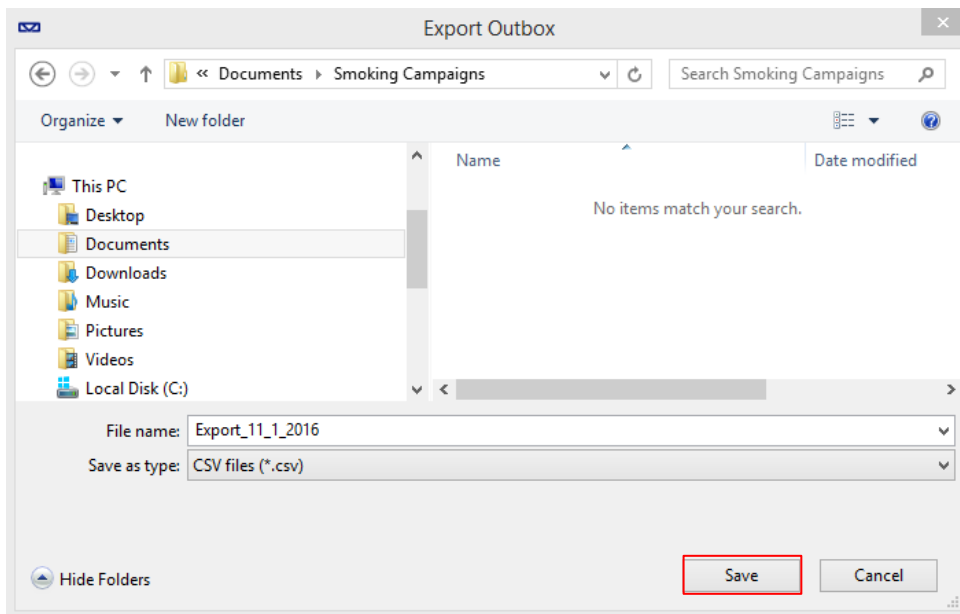 Export Outbox
« Documents Smoking Campaigns
Search Smoking Campaigns
Organize New folder
Name Date modified
No items match your search.
This PC
Desktop
Documents
Downloads
Music
Pictures
Videos
Local Disk (C:)
File name: Export_11_1_2016
Save as type: CSV files (*.csv)
Hide Folders
Save Cancel